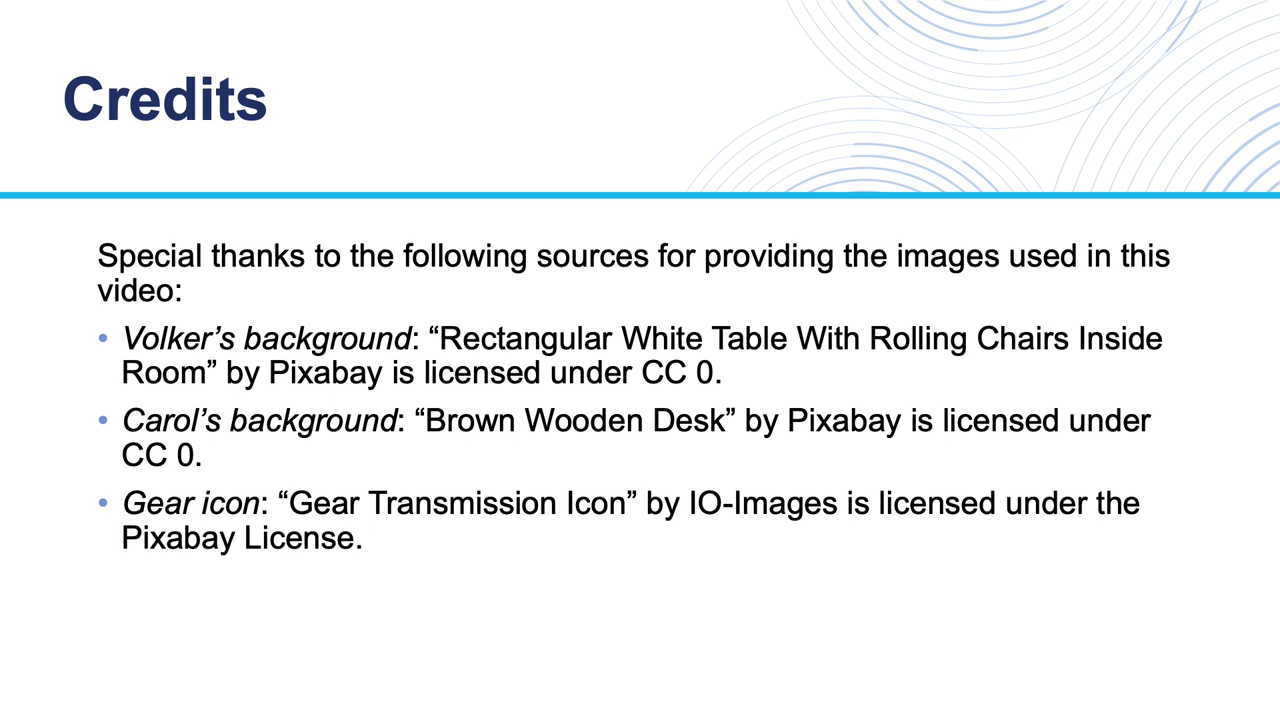 Credits
Special thanks to the following sources for providing the images used in this
video:
• Volker’s background: “Rectangular White Table With Rolling Chairs Inside
Room” by Pixabay is licensed under CC 0.
• Carol’s background: “Brown Wooden Desk” by Pixabay is licensed under
CC 0.
• Gear icon: “Gear Transmission Icon” by IO-Images is licensed under the
Pixabay License.